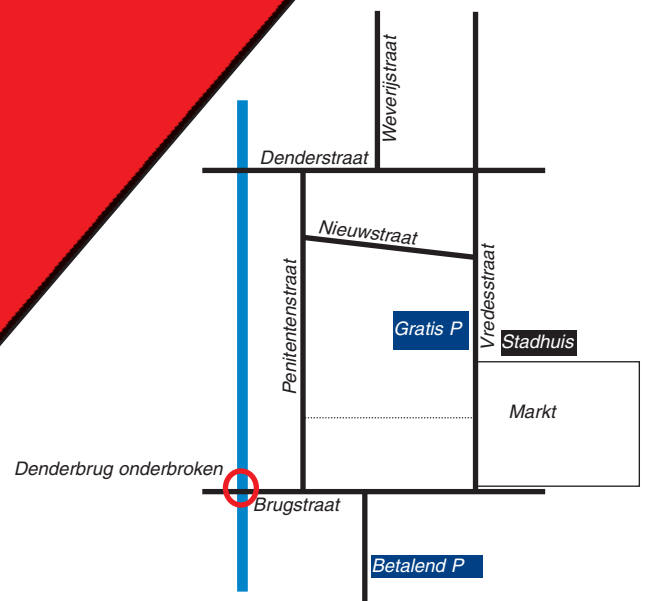 Weverijstraat
Denderstraat
Nieuwstraat
Penitentenstraat
Vredesstraat
Gratis P
Stadhuis
Markt
Denderbrug onderbroken
Brugstraat
Betalend P